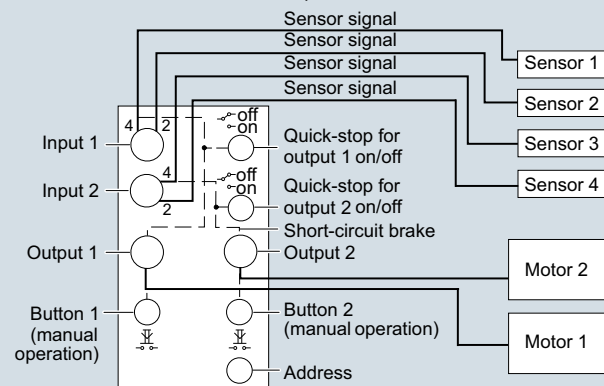 Sensor signal
Sensor signal
Sensor signal
Sensor signal
Sensor 1
Sensor 2
Sensor 3
Sensor 4
4
2
off
on
Input 1
Quick-stop for
output 1 on/off
4
2
off
on
Input 2
Quick-stop for
output 2 on/off
Short-circuit brake
Output 1
Output 2
Motor 2
Button 1
(manual
operation)
Button 2
(manual operation)
Motor 1
Address